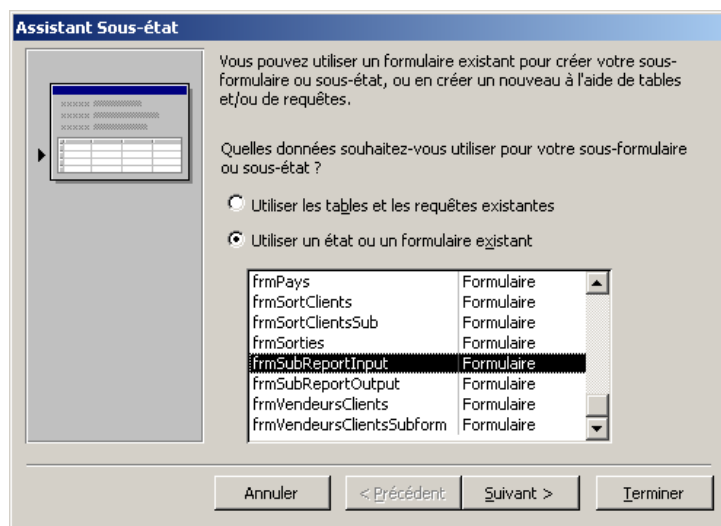 Assistant Sous-état
Vous pouvez utiliser un formulaire existant pour créer votre sous-
formulaire ou sous-état, ou en créer un nouveau à l'aide de tables
et/ou de requêtes.
Quelles données souhaitez-vous utiliser pour votre sous-formulaire
ou sous-état ?
Utiliser les tables et les requêtes existantes
Utiliser un état ou un formulaire existant
frmPays Formulaire
frmSortClients Formulaire
frmSortClientsSub Formulaire
frmSorties Formulaire
frmSubReportInput Formulaire
frmSubReportOutput Formulaire
frmVendeursClients Formulaire
frmVendeursClientsSubform Formulaire
Annuler < Précédent Suivant > Terminer